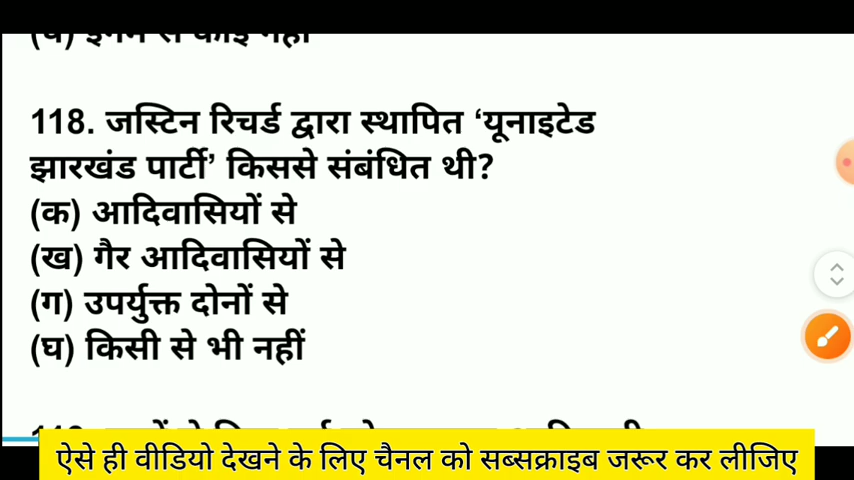 118. जस्टिन रिचर्ड द्वारा स्थापित ‘यूनाइटेड
झारखंड पार्टी’ किससे संबंधित थी?
(क) आदिवासियों से
(ख) गैर आदिवासियों से
(ग) उपर्युक्त दोनों से
(घ) किसी से भी नहीं
ऐसे ही वीडियो देखने के लिए चैनल को सब्सक्राइब जरूर कर लीजिए